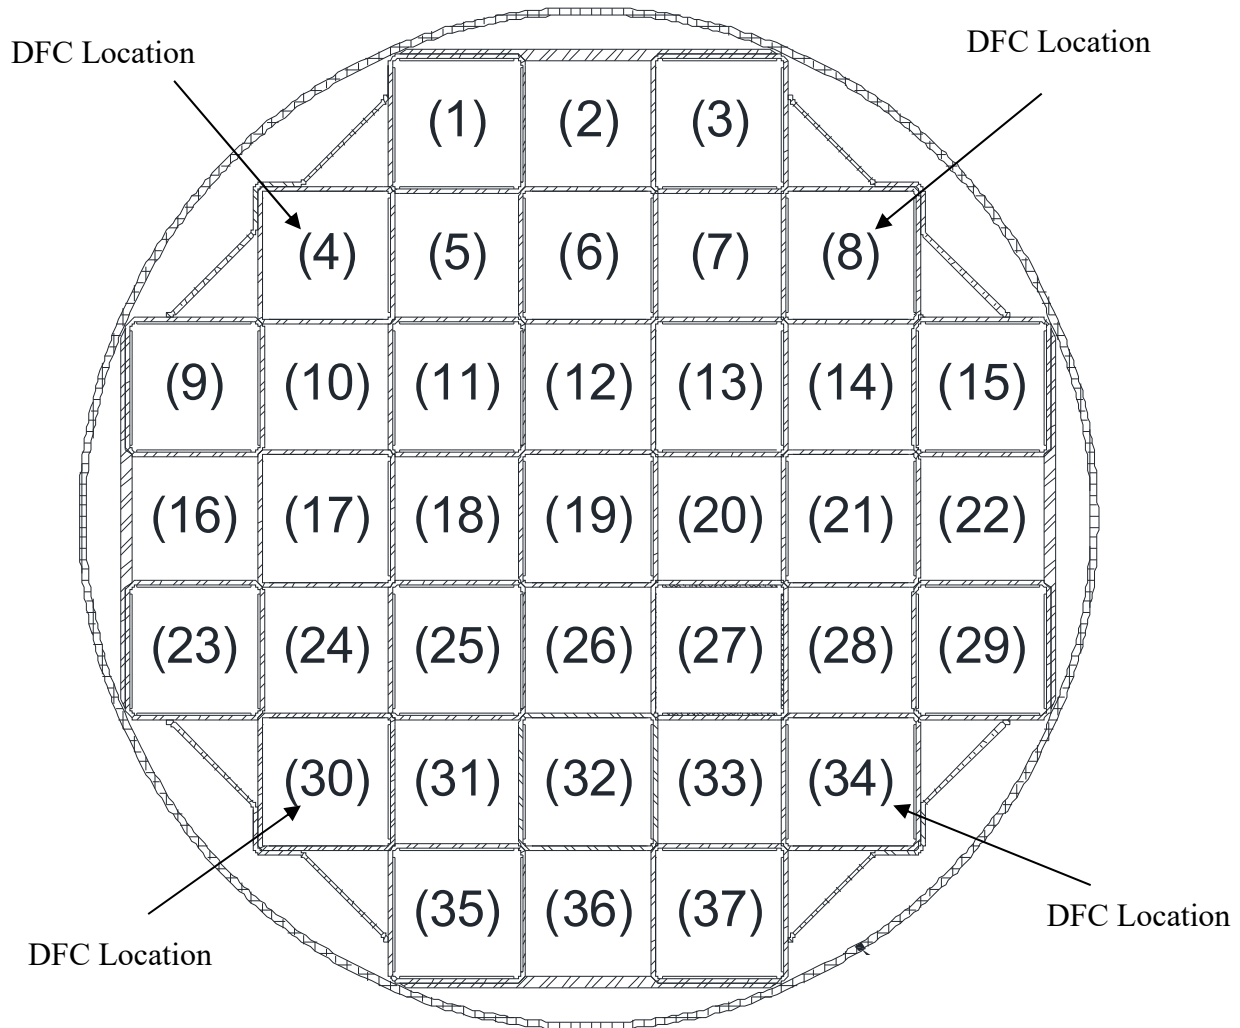 DFC Location
DFC Location
(1) (2) (3)
(4) (5) (6) (7) (8)
(9) (10) (11) (12) (13) (14) (15)
(16) (17) (18) (19) (20) (21) (22)
(23) (24) (25) (26) (27) (28) (29)
(30) (31) (32) (33) (34)
(35) (36) (37)
DFC Location
DFC Location